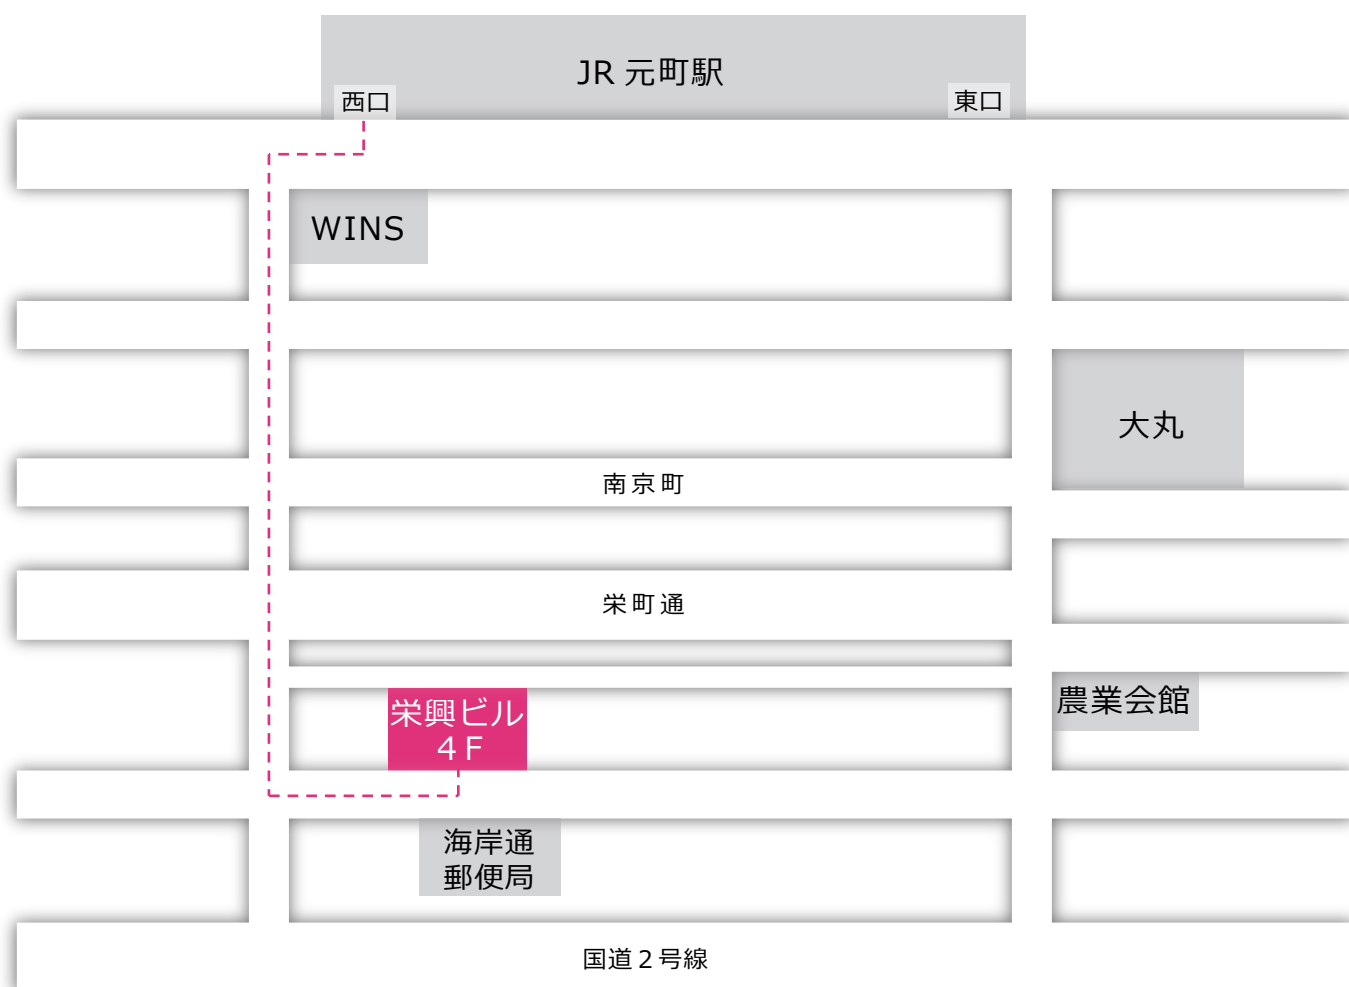 JR 元町駅
西口
東口
WINS
大丸
南京町
栄町通
栄興ビル
４Ｆ
農業会館
海岸通
郵便局
国道２号線